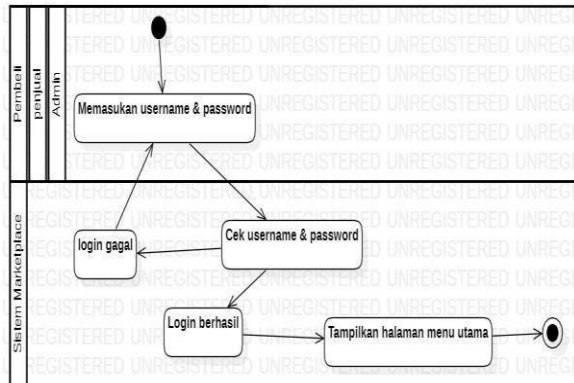 Pembeli
penjual
Admin
Memasukan username & password
Sistem Marketplace
Cek username & password
login gagal
Login berhasil
Tampilkan halaman menu utama
UNREGISTERED